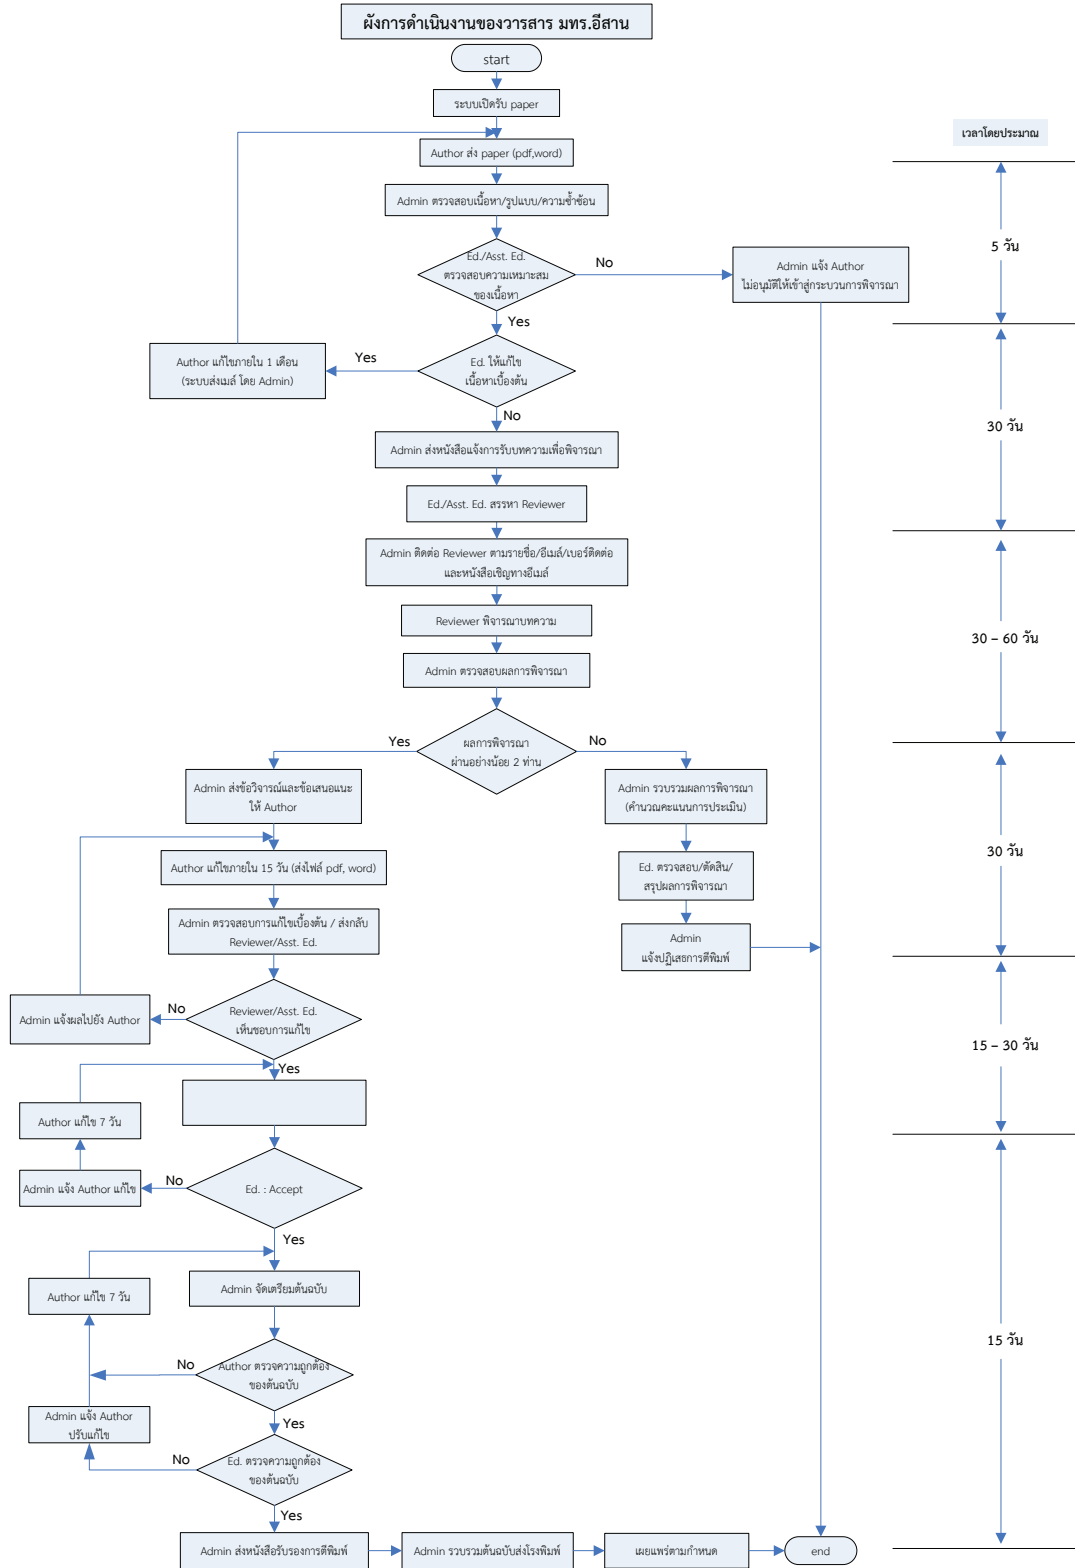 ผังการดำเนินงานของวารสาร มทร.อีสาน
start
ระบบเปิดรับ paper
เวลาโดยประมาณ
Author ส่ง paper (pdf,word)
Admin ตรวจสอบเนื้อหา/รูปแบบ/ความซ้ำซ้อน
5 วัน
Ed./Asst. Ed.
ตรวจสอบความเหมาะสม
ของเนื้อหา
No
Admin แจ้ง Author
ไม่อนุมัติให้เข้าสู่กระบวนการพิจารณา
Yes
Ed. ให้แก้ไข
เนื้อหาเบื้องต้น
Yes
Author แก้ไขภายใน 1 เดือน
(ระบบส่งเมล์ โดย Admin)
No
30 วัน
Admin ส่งหนังสือแจ้งการรับบทความเพื่อพิจารณา
Ed./Asst. Ed. สรรหา Reviewer
Admin ติดต่อ Reviewer ตามรายชื่อ/อีเมล์/เบอร์ติดต่อ
และหนังสือเชิญทางอีเมล์
Reviewer พิจารณาบทความ
30 – 60 วัน
Admin ตรวจสอบผลการพิจารณา
ผลการพิจารณา
ผ่านอย่างน้อย 2 ท่าน
Yes
No
Admin ส่งข้อวิจารณ์และข้อเสนอแนะ
ให้ Author
Admin รวบรวมผลการพิจารณา
(คำนวณคะแนนการประเมิน)
30 วัน
Author แก้ไขภายใน 15 วัน (ส่งไฟล์ pdf, word)
Ed. ตรวจสอบ/ตัดสิน/
สรุปผลการพิจารณา
Admin ตรวจสอบการแก้ไขเบื้องต้น / ส่งกลับ
Reviewer/Asst. Ed.
Admin
แจ้งปฏิเสธการตีพิมพ์
Reviewer/Asst. Ed.
เห็นชอบการแก้ไข
No
Admin แจ้งผลไปยัง Author
Yes
15 – 30 วัน
Author แก้ไข 7 วัน
Ed. : Accept
No
Admin แจ้ง Author แก้ไข
Yes
Admin จัดเตรียมต้นฉบับ
Author แก้ไข 7 วัน
15 วัน
Author ตรวจความถูกต้อง
ของต้นฉบับ
No
Yes
Admin แจ้ง Author
ปรับแก้ไข
Ed. ตรวจความถูกต้อง
ของต้นฉบับ
No
Yes
Admin ส่งหนังสือรับรองการตีพิมพ์
Admin รวบรวมต้นฉบับส่งโรงพิมพ์
เผยแพร่ตามกำหนด
end